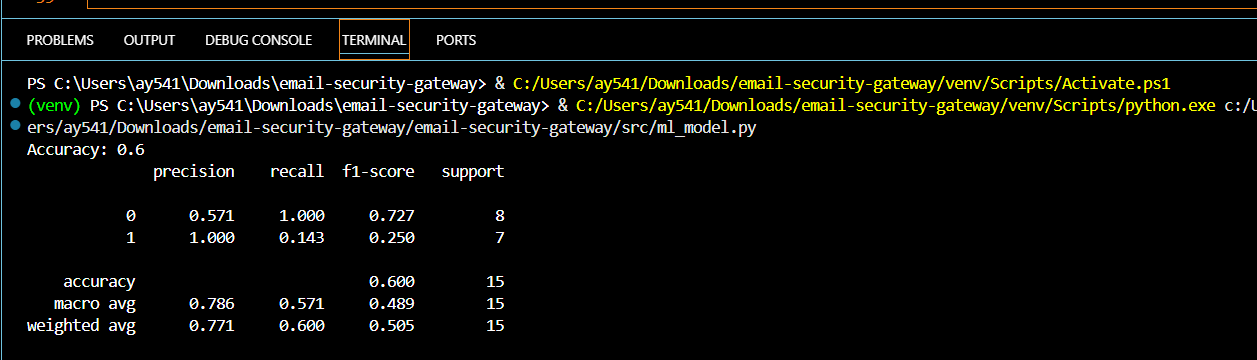 PROBLEMS OUTPUT DEBUG CONSOLE TERMINAL PORTS
PS C:\Users\ay541\Downloads\email-security-gateway> & C:/Users/ay541/Downloads/email-security-gateway/venv/Scripts/Activate.ps1
(venv) PS C:\Users\ay541\Downloads\email-security-gateway> & C:/Users/ay541/Downloads/email-security-gateway/venv/Scripts/python.exe c:/U
ers/ay541/Downloads/email-security-gateway/email-security-gateway/src/ml_model.py
Accuracy: 0.6
precision recall f1-score support
0 0.571 1.000 0.727 8
1 1.000 0.143 0.250 7
accuracy 0.600 15
macro avg 0.786 0.571 0.489 15
weighted avg 0.771 0.600 0.505 15